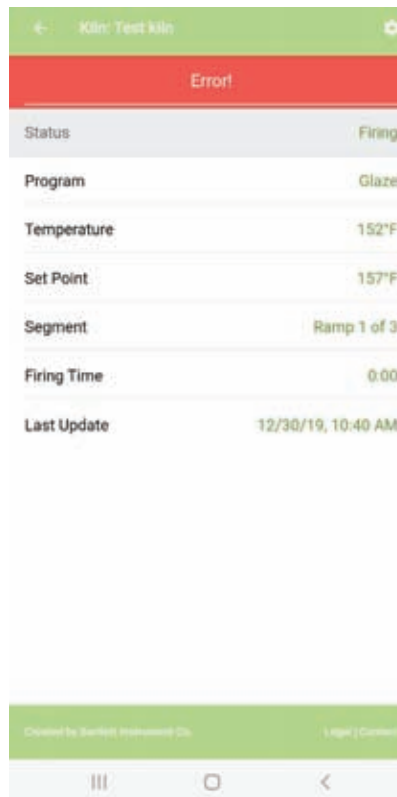 Kiln: Test kiln
Error!
Status Firing
Program Glaze
Temperature 152°F
Set Point 157°F
Segment Ramp 1 of 3
Firing Time 0:00
Last Update 12/30/19, 10:40 AM
Created by Bartlett Instrument Co. Legal |